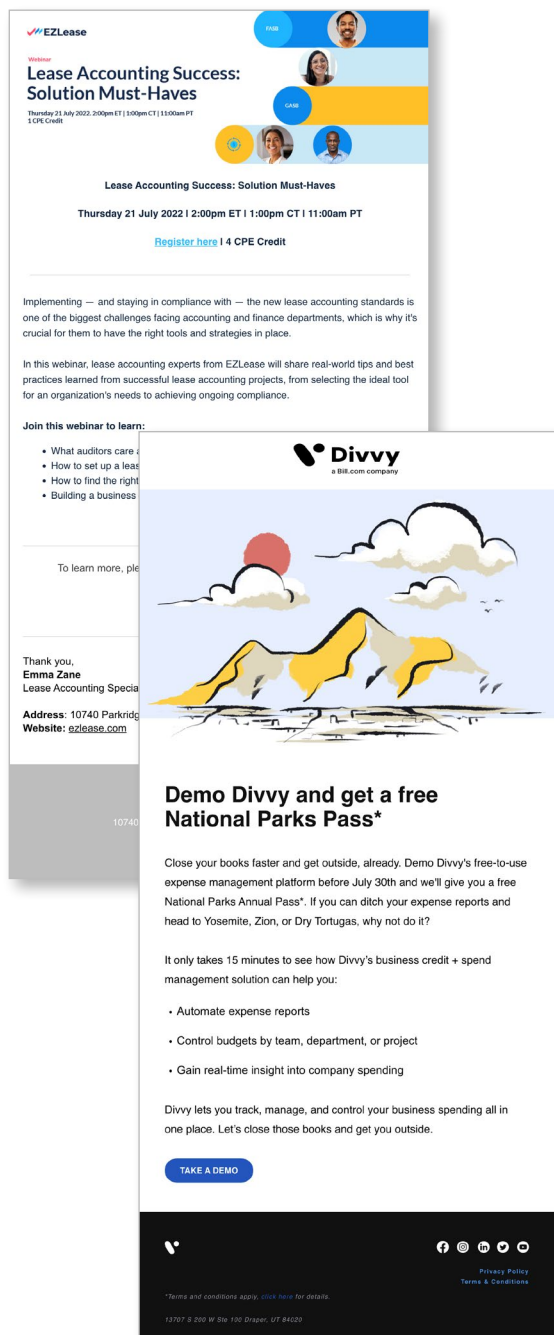 EZLease
FASB
Webinar
Lease Accounting Success:
Solution Must-Haves
Thursday 21 July 2022. 2:00pm ET | 1:00pm CT | 11:00am PT
1 CPE Credit
GASB
Lease Accounting Success: Solution Must-Haves
Thursday 21 July 2022 I 2:00pm ET I 1:00pm CT I 11:00am PT
Register here I 4 CPE Credit
Implementing — and staying in compliance with — the new lease accounting standards is
one of the biggest challenges facing accounting and finance departments, which is why it's
crucial for them to have the right tools and strategies in place.
In this webinar, lease accounting experts from EZLease will share real-world tips and best
practices learned from successful lease accounting projects, from selecting the ideal tool
for an organization's needs to achieving ongoing compliance.
Join this webinar to learn:
• What auditors care
• How to set up a
• How to find the right
• Building a business
To learn more,
Thank you,
Emma Zane
Lease Accounting
Address: 10740
Website: ezlease.com
10740
Divvy
a Bill.com company
Demo Divvy and get a free
National Parks Pass*
Close your books faster and get outside, already. Demo Divvy's free-to-use
expense management platform before July 30th and we'll give you a free
National Parks Annual Pass*. If you can ditch your expense reports and
head to Yosemite, Zion, or Dry Tortugas, why not do it?
It only takes 15 minutes to see how Divvy's business credit + spend
management solution can help you:
• Automate expense reports
• Control budgets by team, department, or project
• Gain real-time insight into company spending
Divvy lets you track, manage, and control your business spending all in
one place. Let's close those books and get you outside.
TAKE A DEMO
Privacy Policy
Terms & Conditions
*Terms and conditions apply, click here for details.
13707 S 200 W Ste 100 Draper, UT 84020